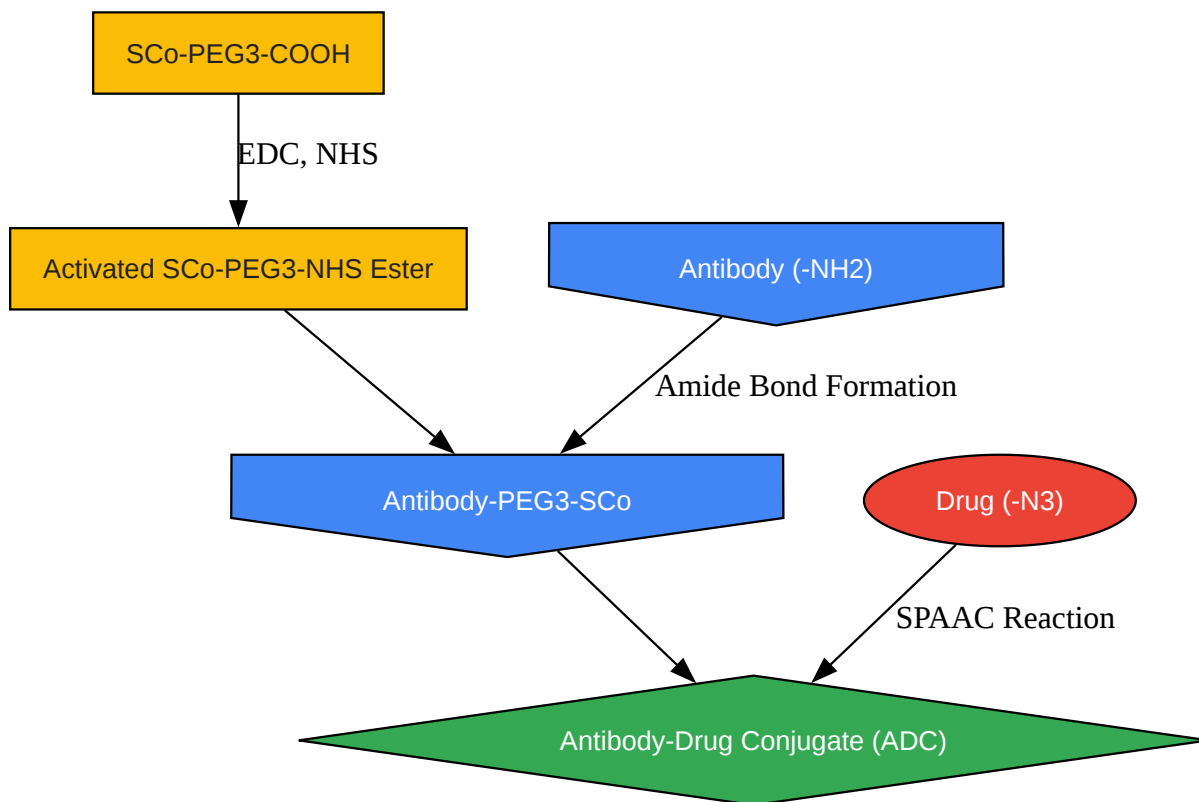 SCo-PEG3-COOH
EDC, NHS
Activated SCo-PEG3-NHS Ester
Antibody (-NH2)
Amide Bond Formation
Antibody-PEG3-SCo
Drug (-N3)
SPAAC Reaction
Antibody-Drug Conjugate (ADC)